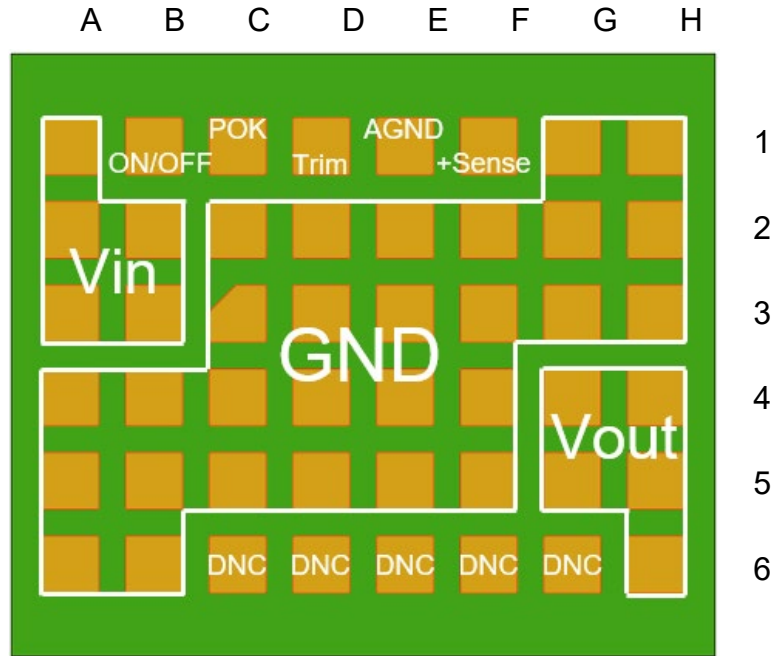 A B C D E F G H
POK AGND 1
ON/OFF Trim +Sense
2
Vin
3
GND
4
Vout
5
DNC DNC DNC DNC DNC 6